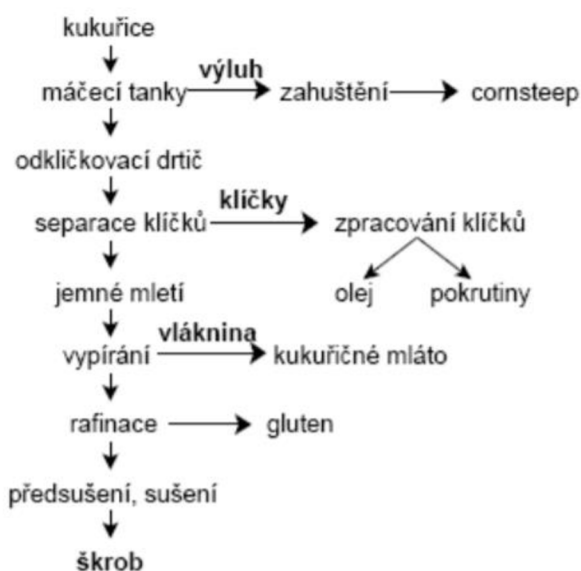 kukuřice
výluh
máčecí tanky zahuštění cornsteep
odkličkovací drtič
klíčky
separace klíčků zpracování klíčků
jemné mletí olej pokrutiny
vláknina
vypírání kukuřičné mláto
rafinace gluten
předsušení, sušení
škrob